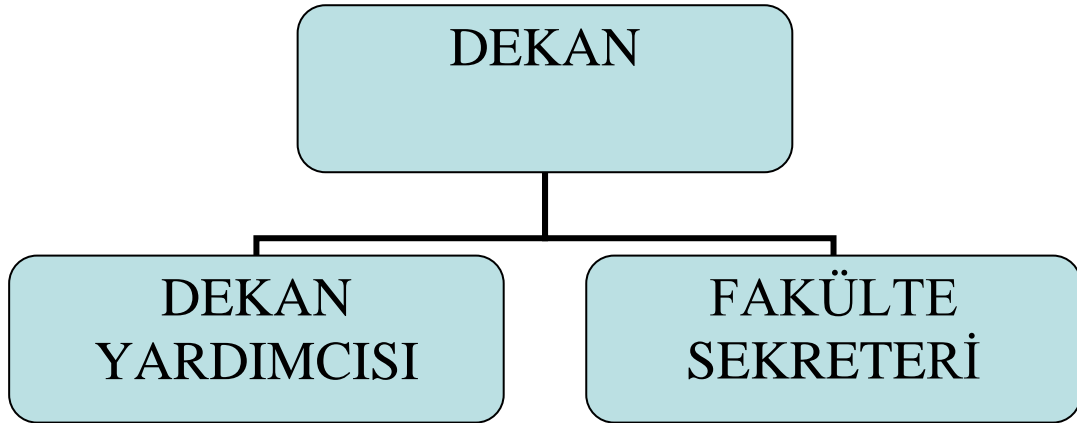 DEKAN
DEKAN
YARDIMCISI
FAKÜLTE
SEKRETERİ